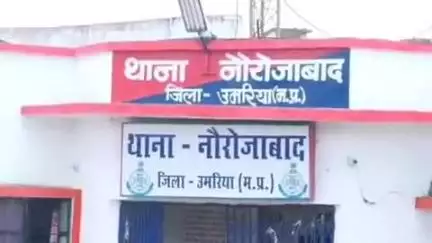 थाना नौरोजाबाद
जिला- उमरिया(म.प्र.)
थाना - नौरोजाबाद
जिला - उमरिया (म.प्र.)